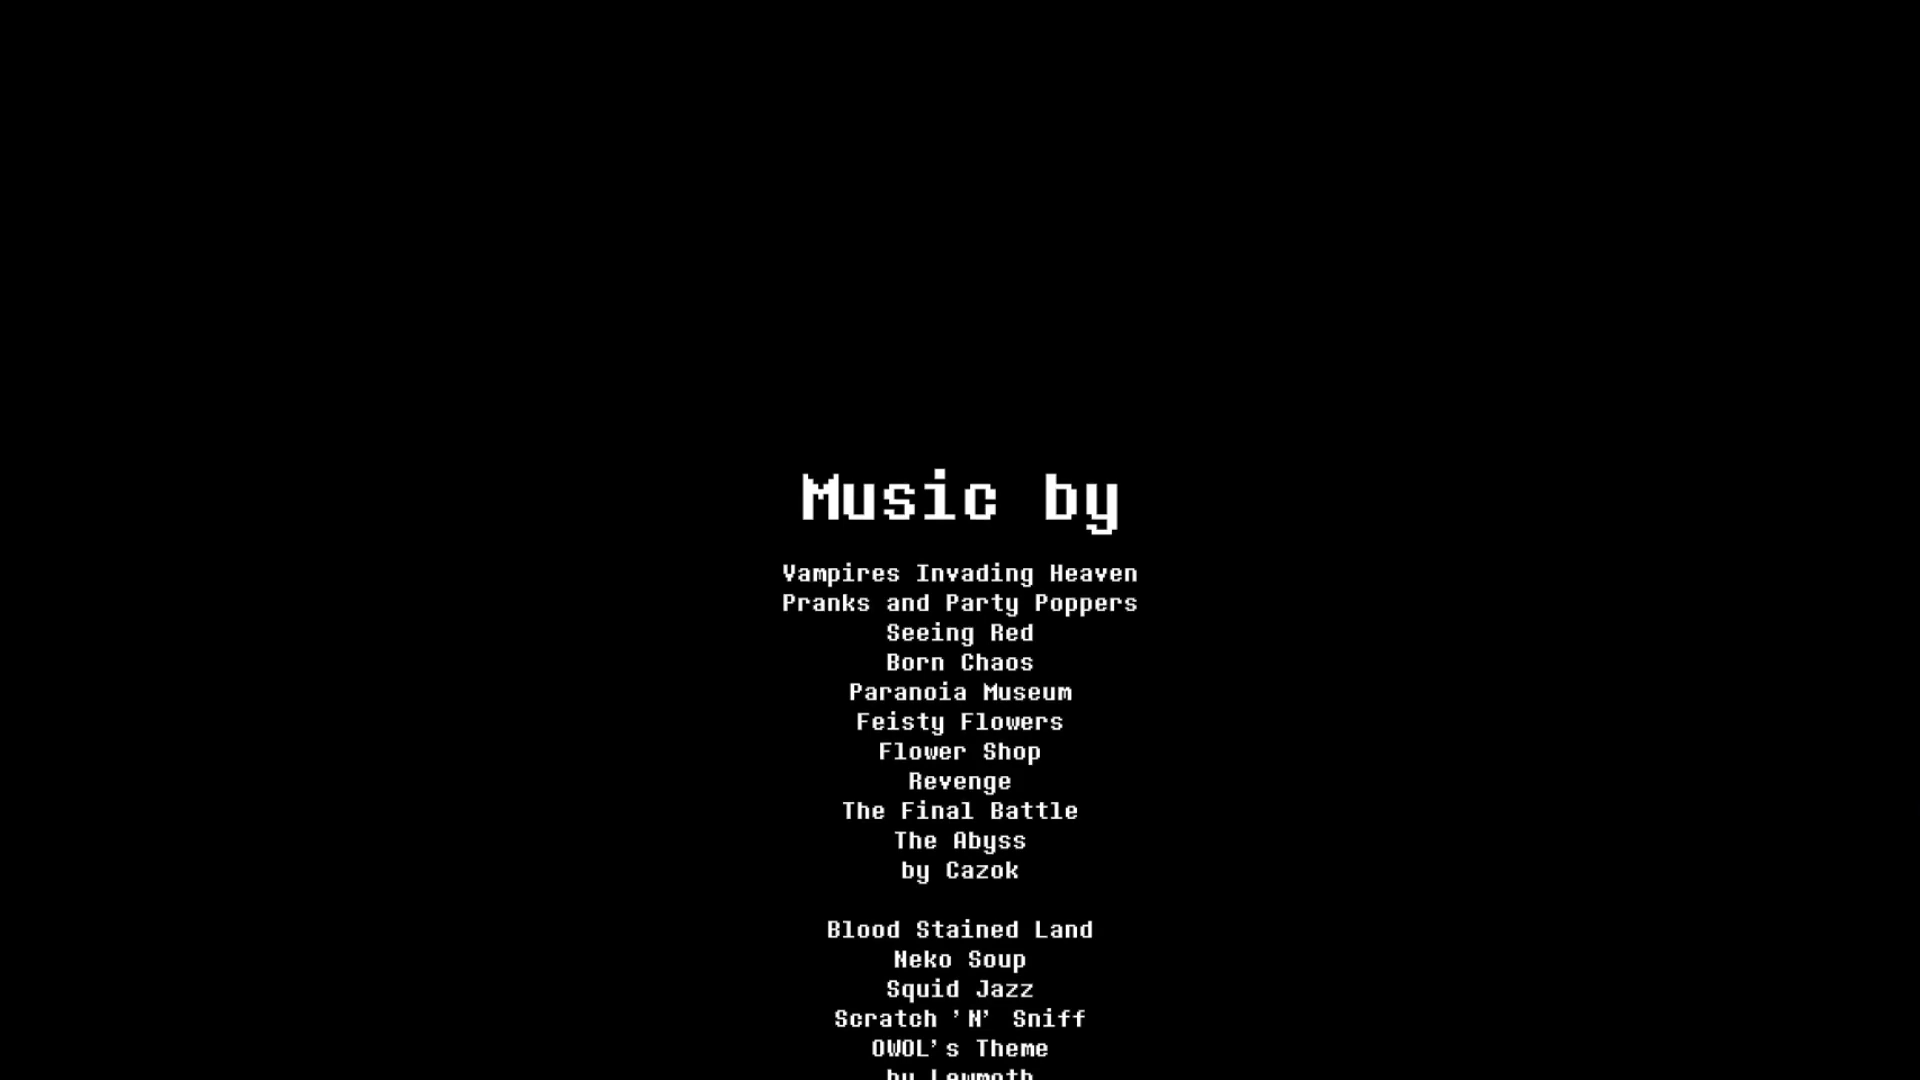 Music by
Vampires Invading Heaven
Pranks and Party Poppers
Seeing Red
Born Chaos
Paranoia Museum
Feisty Flowers
Flower Shop
Revenge
The Final Battle
The Abyss
by Cazok
Blood Stained Land
Neko Soup
Squid Jazz
Scratch 'N' Sniff
OWOL's Theme
by Lewmoth